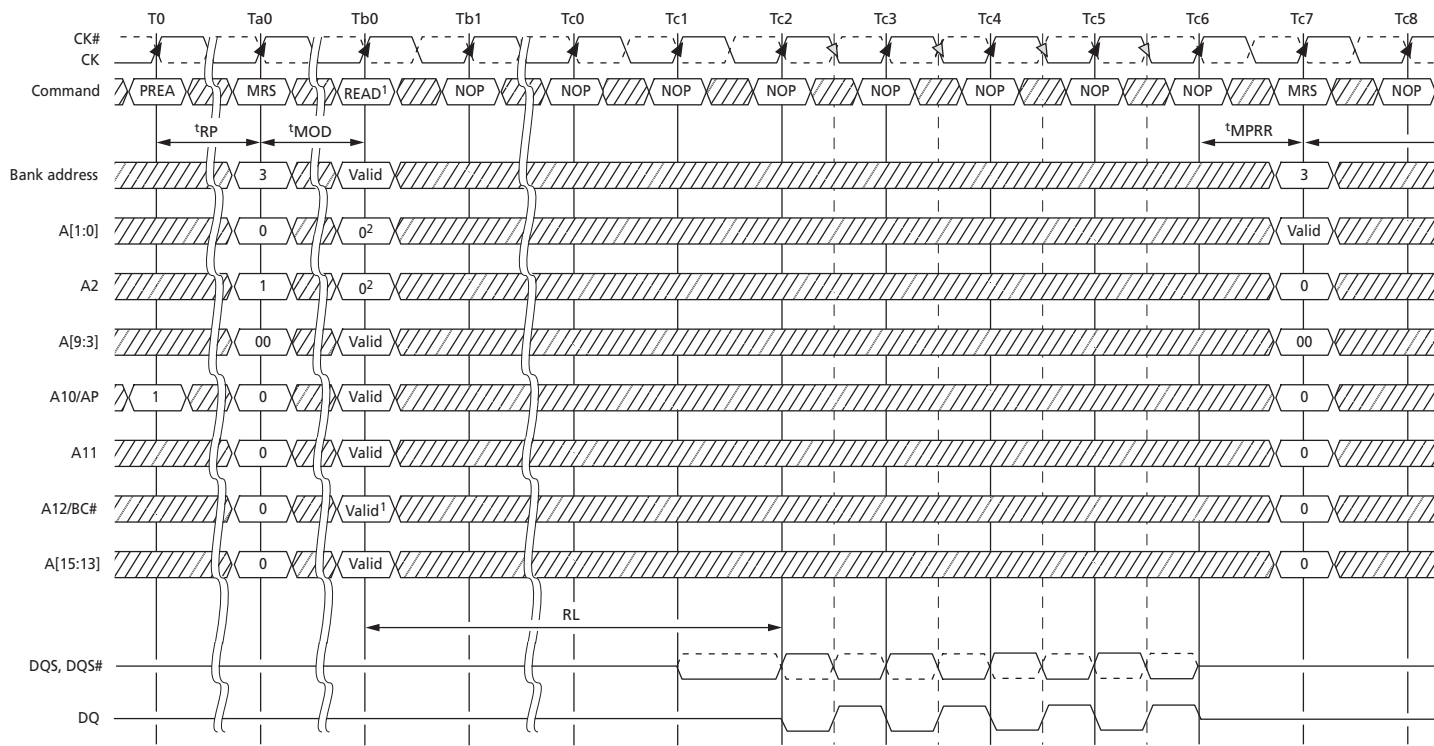 T0 Ta0 Tb0 Tb1 Tc0 Tc1 Tc2 Tc3 Tc4 Tc5 Tc6 Tc7 Tc8
CK#
CK
Command PREA MRS READ1 NOP NOP NOP NOP NOP NOP NOP NOP MRS NOP
tRP tMOD tMPRR
Bank address 3 Valid 3
A[1:0] 0 02 Valid
A2 1 02 0
A[9:3] 00 Valid 00
A10/AP 1 0 Valid 0
A11 0 Valid 0
A12/BC# 0 Valid1 0
A[15:13] 0 Valid 0
RL
DQS, DQS#
DQ